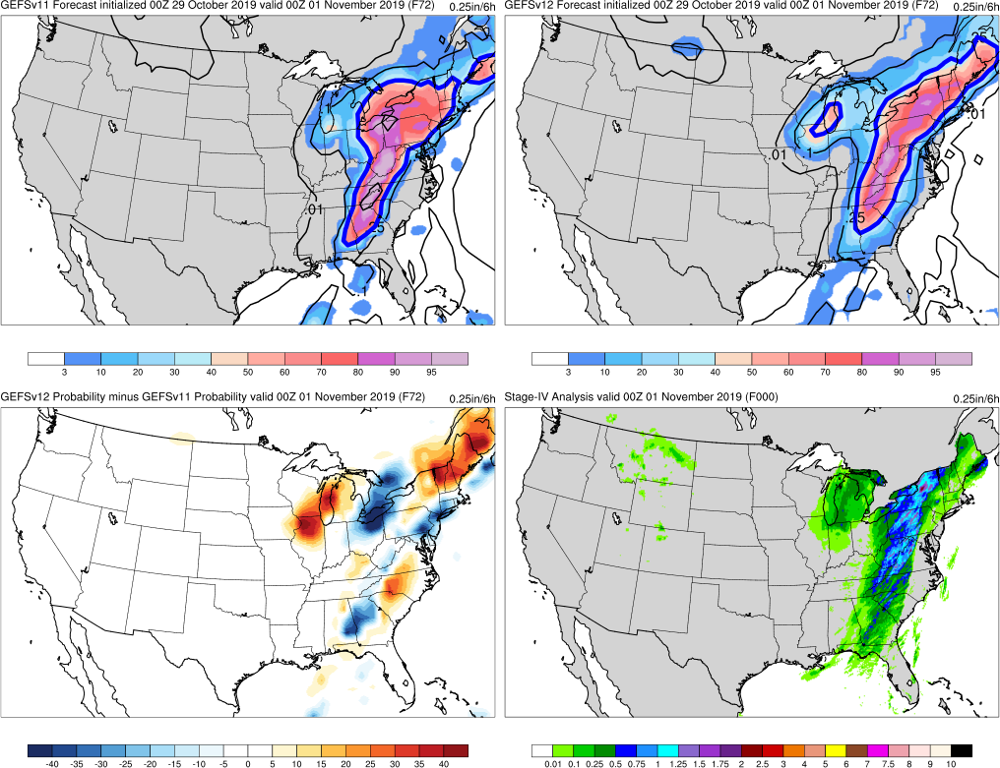 GEFSv11 Forecast initialized 00Z 29 October 2019 valid 00Z 01 November 2019 (F72) 0.25in/6h
.01
.25
.1
3 10 20 30 40 50 60 70 80 90 95
GEFSv12 Forecast initialized 00Z 29 October 2019 valid 00Z 01 November 2019 (F72) 0.25in/6h
.01
.01
.1
.25
3 10 20 30 40 50 60 70 80 90 95
GEFSv12 Probability minus GEFSv11 Probability valid 00Z 01 November 2019 (F72) 0.25in/6h
-40 -35 -30 -25 -20 -15 -10 -5 5 10 15 20 25 30 35 40
Stage-IV Analysis valid 00Z 01 November 2019 (F000) 0.25in/6h
0.01 0.1 0.25 0.5 0.75 1 1.25 1.5 1.75 2 2.5 3 4 5 6 7 7.5 8 9 10